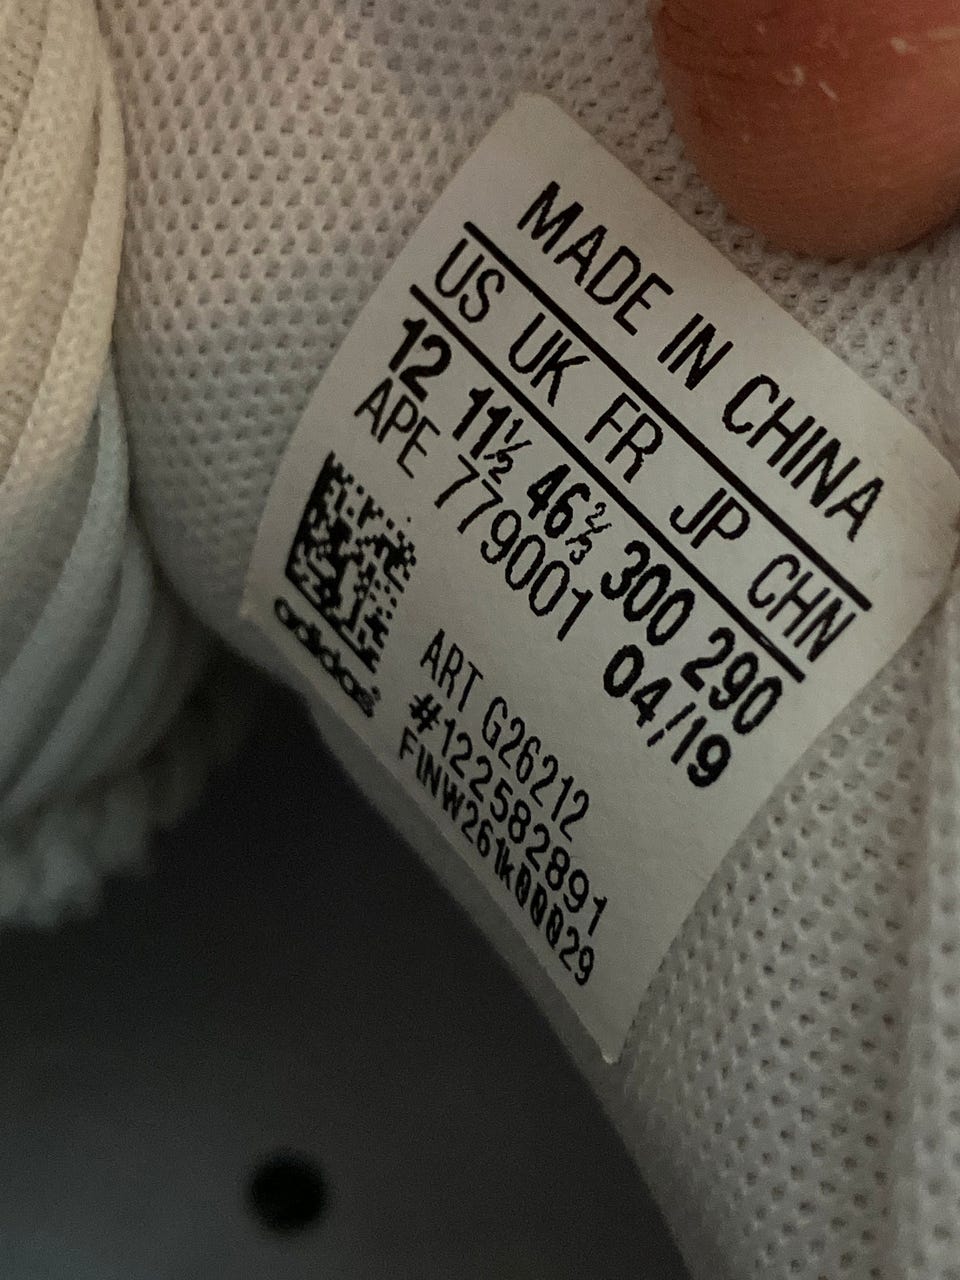 MADE IN CHINA
US UK FR JP CHN
12 11½ 46⅔ 300 290
APE 779001 04/19
adidas
ART G26212
#1225828291
FINW261k00029